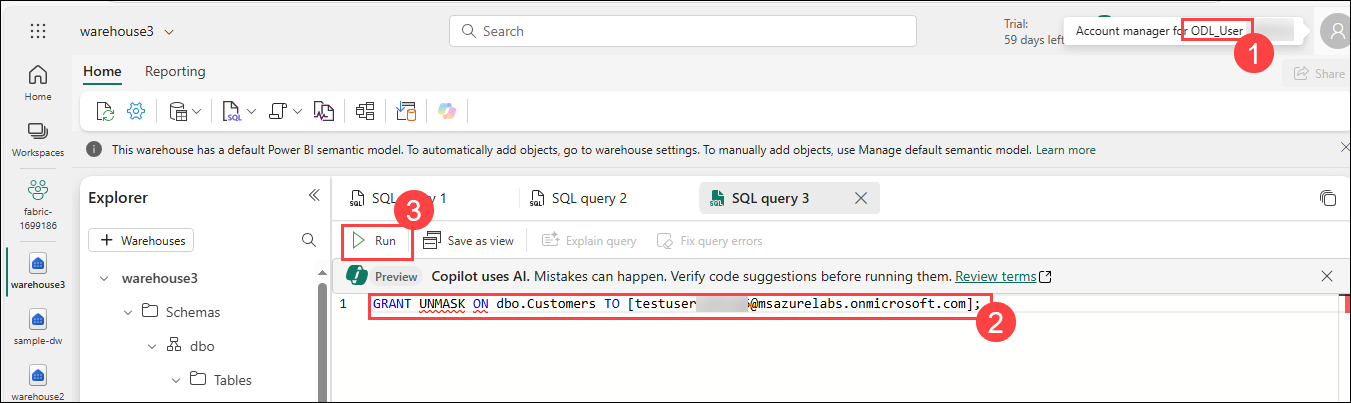 warehouse3
Search
Trial:
59 days left
Account manager for ODL_User
1
Home
Reporting
Share
Home
Workspaces
fabric-
1699186
warehouse3
sample-dw
warehouse2
This warehouse has a default Power BI semantic model. To automatically add objects, go to warehouse settings. To manually add objects, use Manage default semantic model. Learn more
Explorer
+ Warehouses
warehouse3
Schemas
dbo
Tables
SQL query 1
SQL query 2
SQL query 3
3
Run
Save as view
Explain query
Fix query errors
Preview
Copilot uses AI. Mistakes can happen. Verify code suggestions before running them. Review terms
1 GRANT UNMASK ON dbo.Customers TO [testuser @msazurelabs.onmicrosoft.com];
2